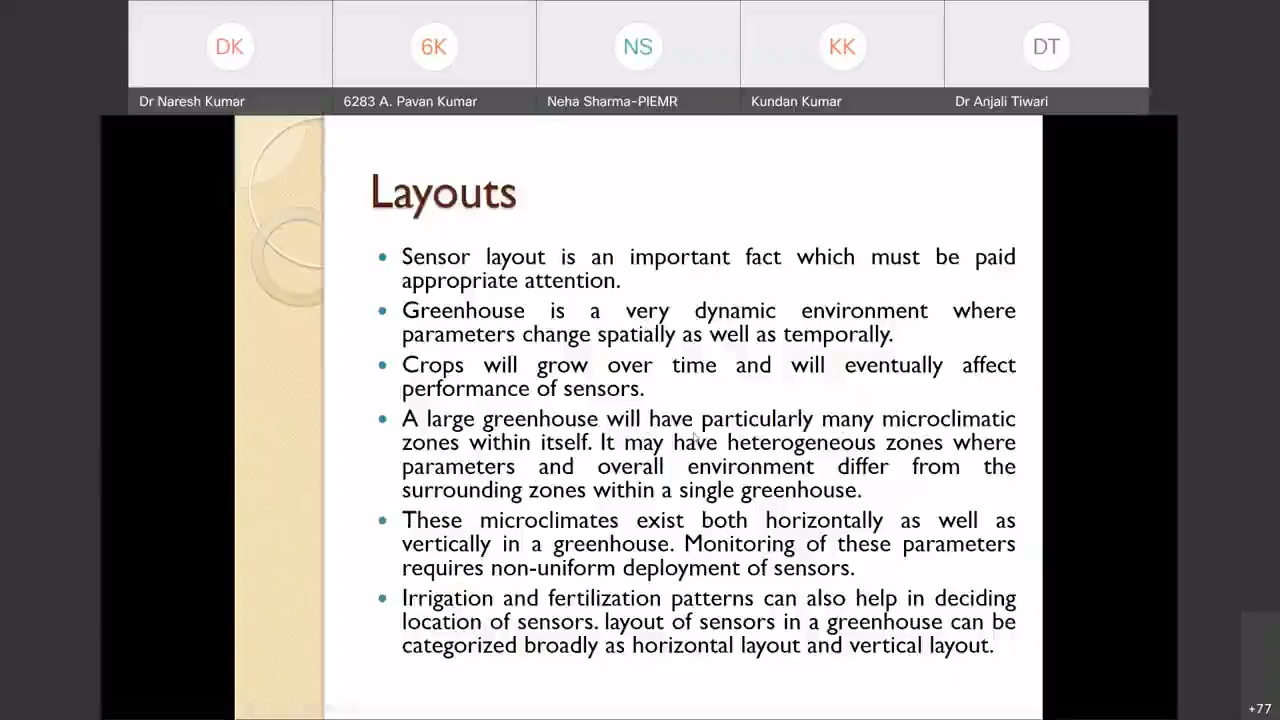 DK
6K
NS
KK
DT
Dr Naresh Kumar
6283 A. Pavan Kumar
Neha Sharma-PIEMR
Kundan Kumar
Dr Anjali Tiwari
Layouts
• Sensor layout is an important fact which must be paid
appropriate attention.
• Greenhouse is a very dynamic environment where
parameters change spatially as well as temporally.
• Crops will grow over time and will eventually affect
performance of sensors.
• A large greenhouse will have particularly many microclimatic
zones within itself. It may have heterogeneous zones where
parameters and overall environment differ from the
surrounding zones within a single greenhouse.
• These microclimates exist both horizontally as well as
vertically in a greenhouse. Monitoring of these parameters
requires non-uniform deployment of sensors.
• Irrigation and fertilization patterns can also help in deciding
location of sensors. layout of sensors in a greenhouse can be
categorized broadly as horizontal layout and vertical layout.
+77